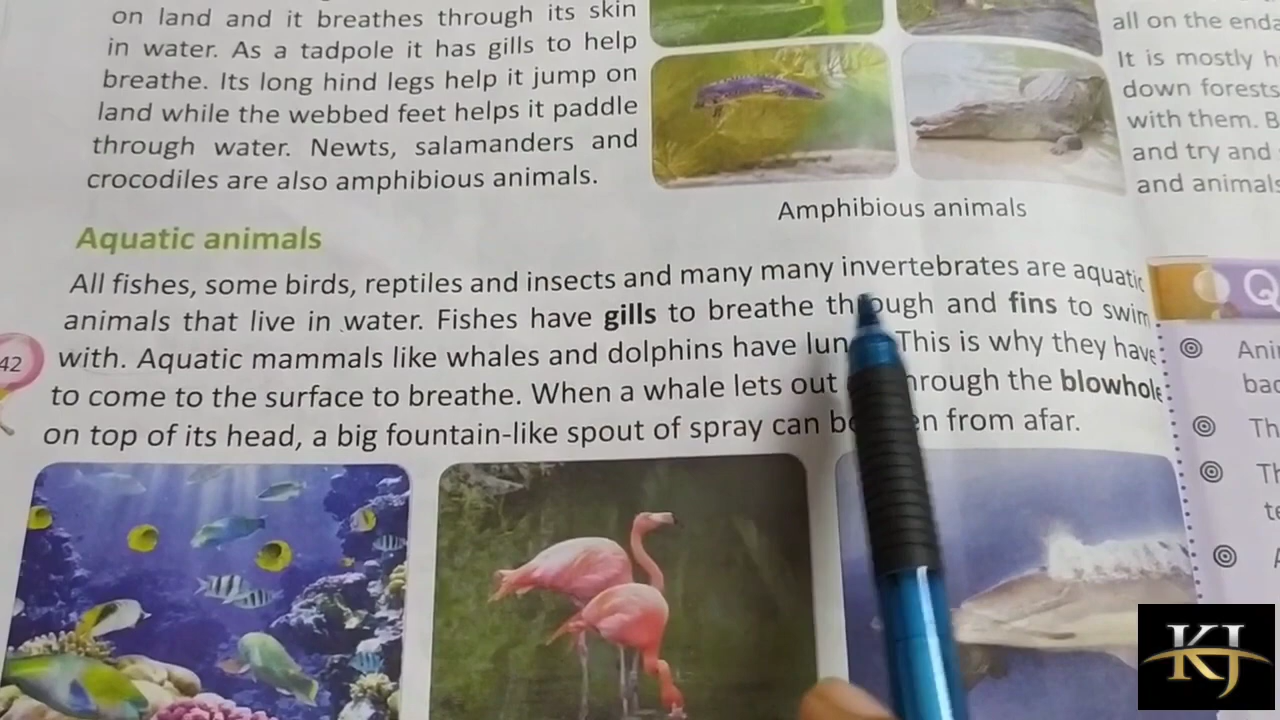 on land and it breathes through its skin
in water. As a tadpole it has gills to help
breathe. Its long hind legs help it jump on
land while the webbed feet helps it paddle
through water. Newts, salamanders and
crocodiles are also amphibious animals.
Amphibious animals
Aquatic animals
All fishes, some birds, reptiles and insects and many many invertebrates are aquatic
animals that live in water. Fishes have gills to breathe through and fins to swim
with. Aquatic mammals like whales and dolphins have This is why they have
to come to the surface to breathe. When a whale lets out through the blowhole
on top of its head, a big fountain-like spout of spray can from afar.
42
all on the
It is mostly
down forests
with them.
and try and
and animals
Q
Th
Th
KJ